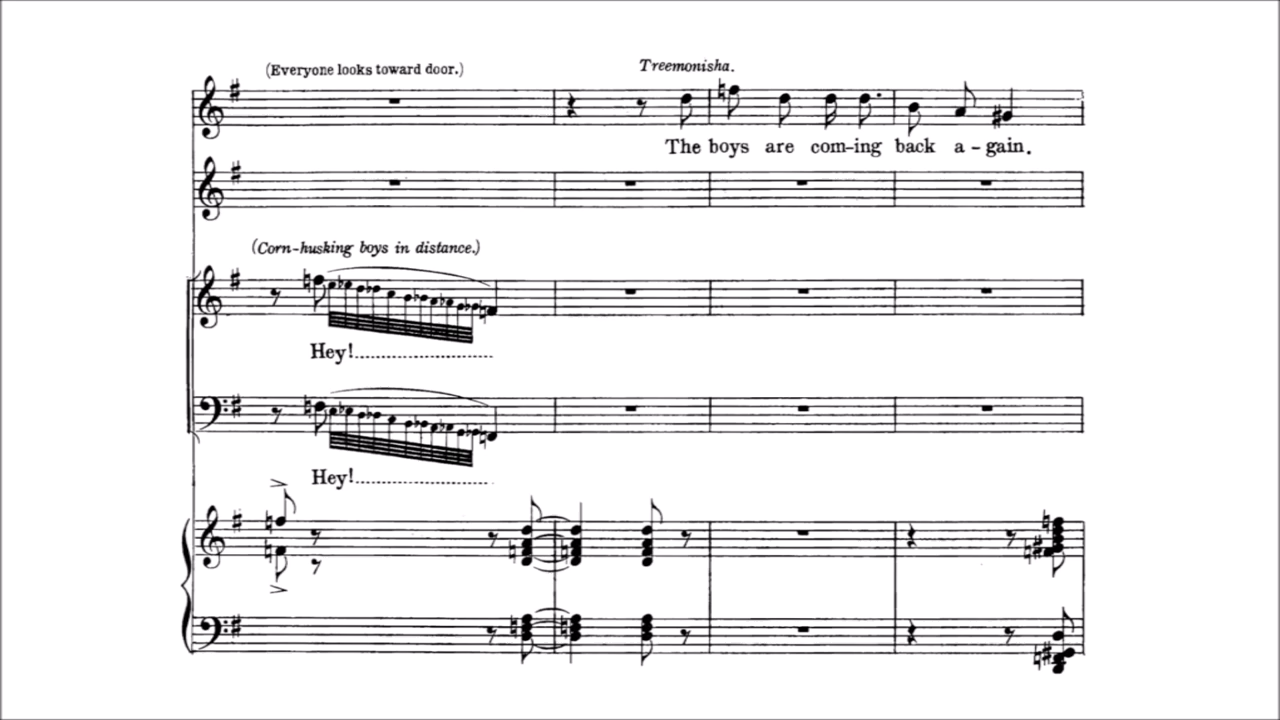 (Everyone looks toward door.)
Treemonisha.
The boys are com-ing back a-gain.
(Corn-husking boys in distance.)
Hey!
Hey!